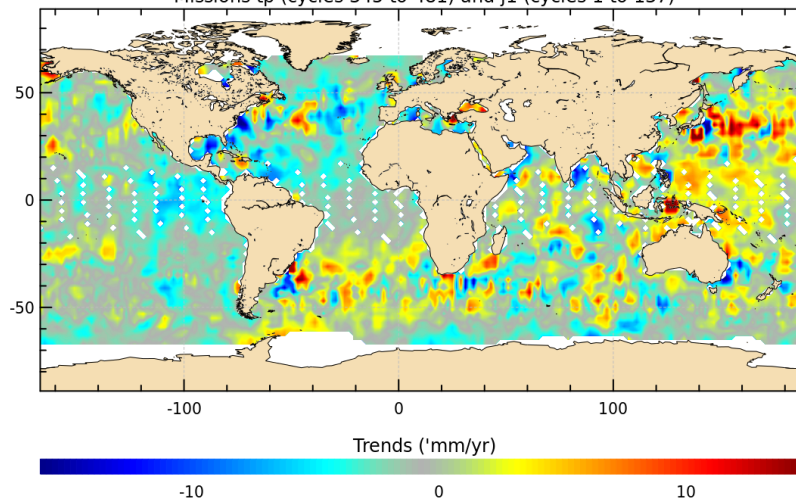 Missions tp (cycles 345 to 481) and j1 (cycles 1 to 137)
50
0
-50
-100 0 100
Trends ('mm/yr)
-10 0 10